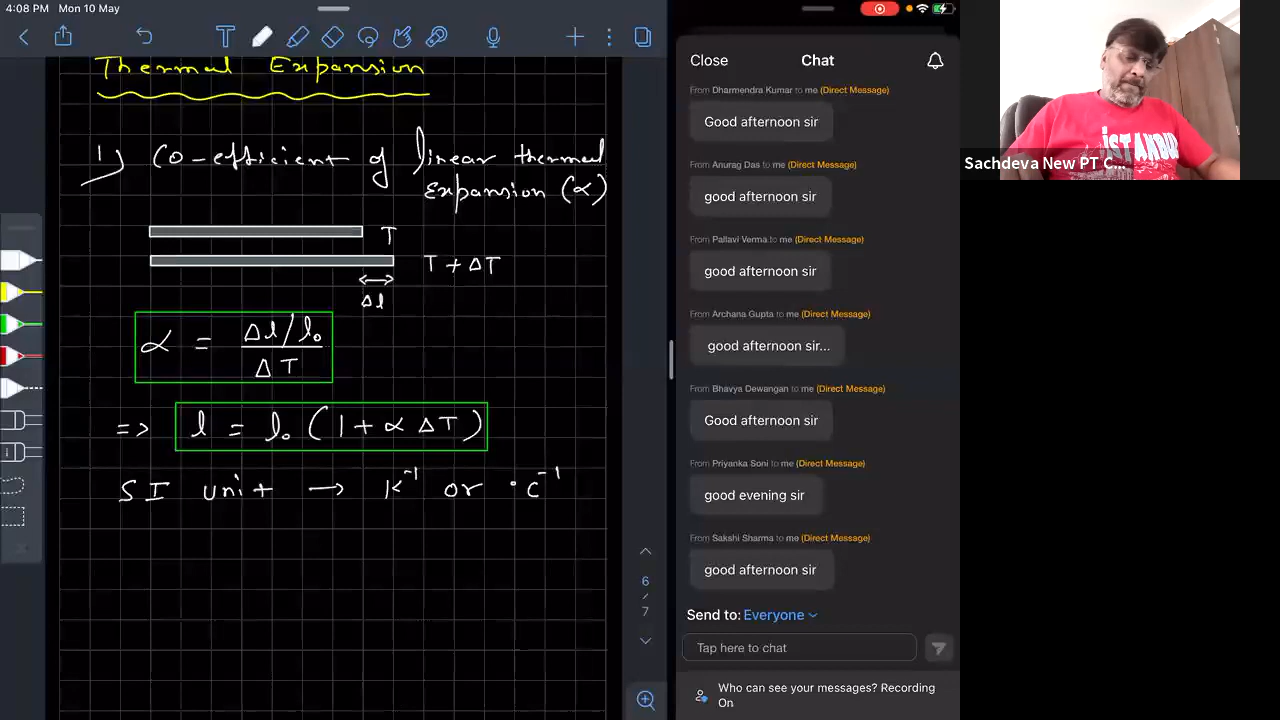 4:08 PM Mon 10 May
Thermal Expansion
1) Co-efficient of linear thermal
Expansion (α)
T
T + ΔT
Δl
α = Δl/l₀ / ΔT
=> l = l₀ (1 + α ΔT)
SI unit → K⁻¹ or °C⁻¹
6
/
7
Close
Chat
From Dharmendra Kumar to me (Direct Message)
Good afternoon sir
From Anurag Das to me (Direct Message)
good afternoon sir
From Pallavi Verma to me (Direct Message)
good afternoon sir
From Archana Gupta to me (Direct Message)
good afternoon sir...
From Bhavya Dewangan to me (Direct Message)
Good afternoon sir
From Priyanka Soni to me (Direct Message)
good evening sir
From Sakshi Sharma to me (Direct Message)
good afternoon sir
Send to: Everyone
Tap here to chat
Who can see your messages? Recording
On
İSTANBUL
Sachdeva New PT C...